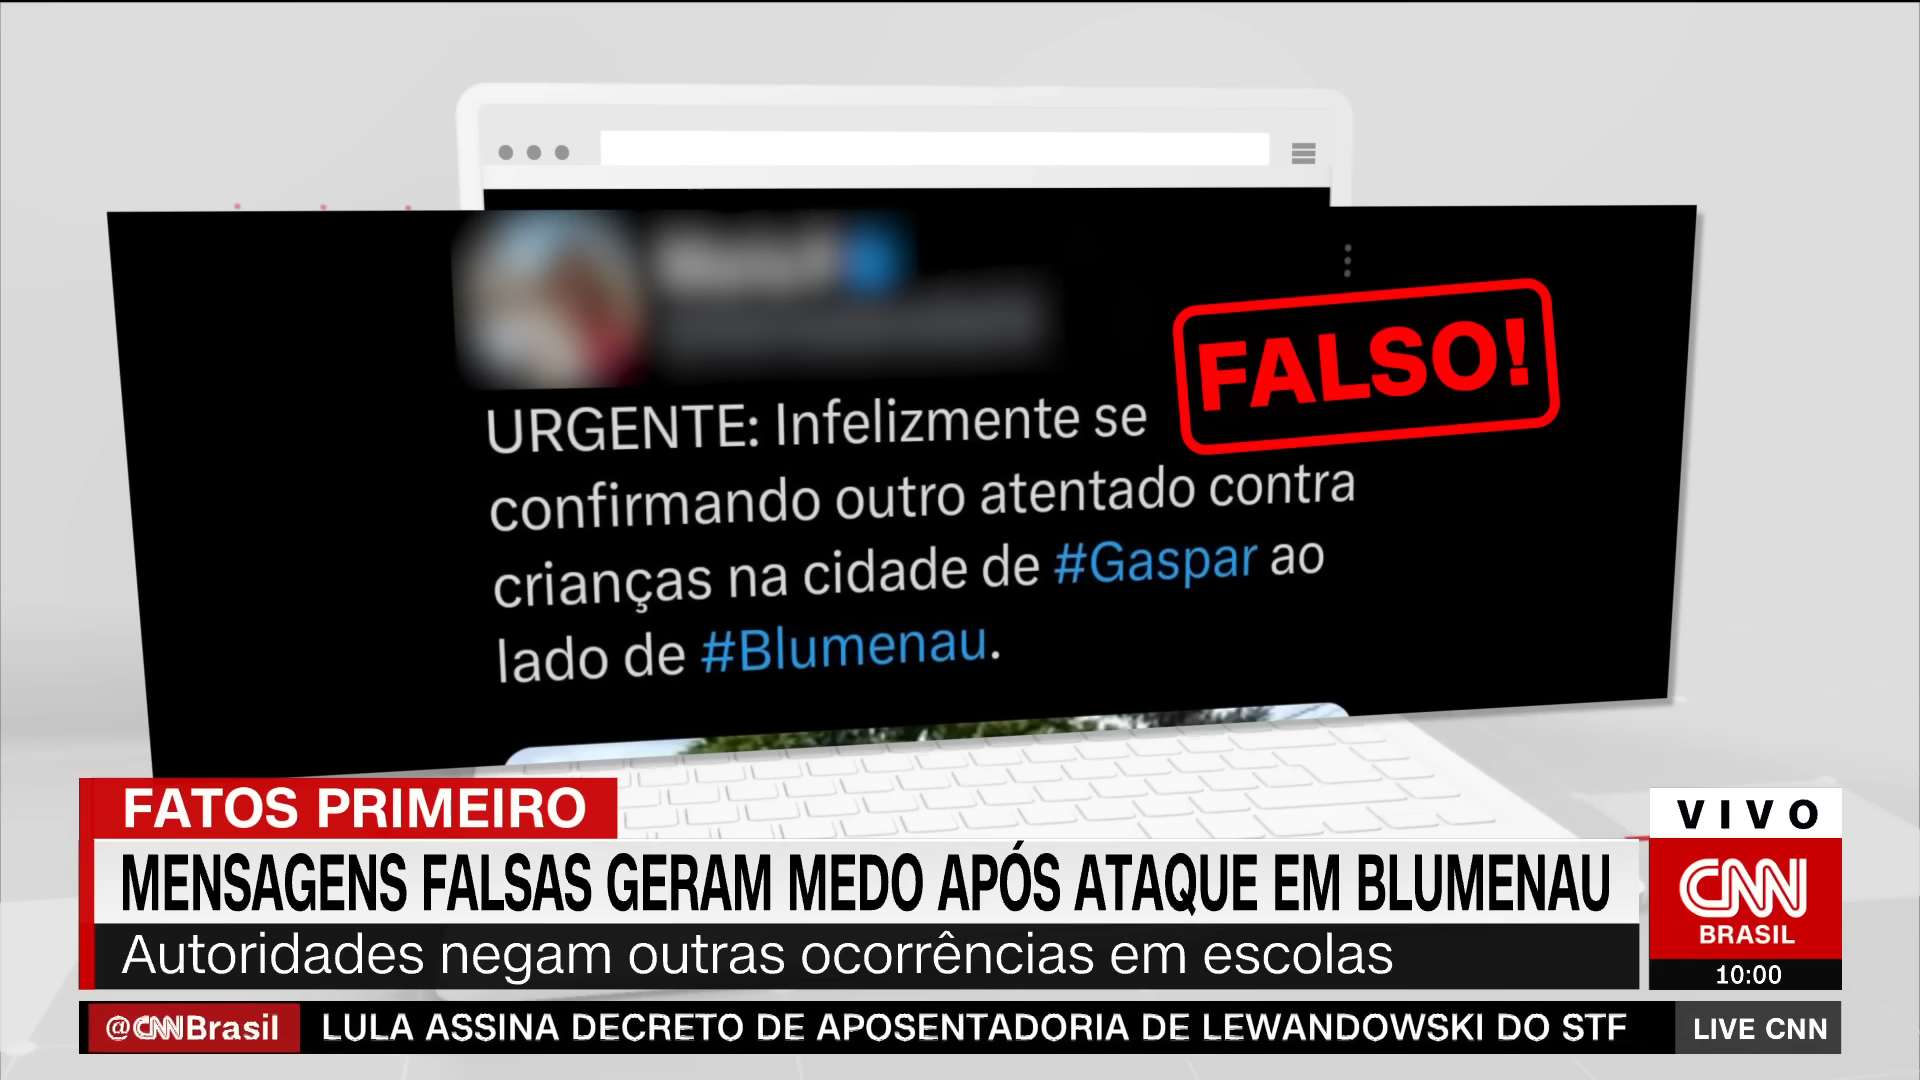 FALSO!
URGENTE: Infelizmente se
confirmando outro atentado contra
crianças na cidade de #Gaspar ao
lado de #Blumenau.
FATOS PRIMEIRO
MENSAGENS FALSAS GERAM MEDO APÓS ATAQUE EM BLUMENAU
Autoridades negam outras ocorrências em escolas
VIVO
CNN
BRASIL
10:00
@CNNBrasil
LULA ASSINA DECRETO DE APOSENTADORIA DE LEWANDOWSKI DO STF
LIVE CNN